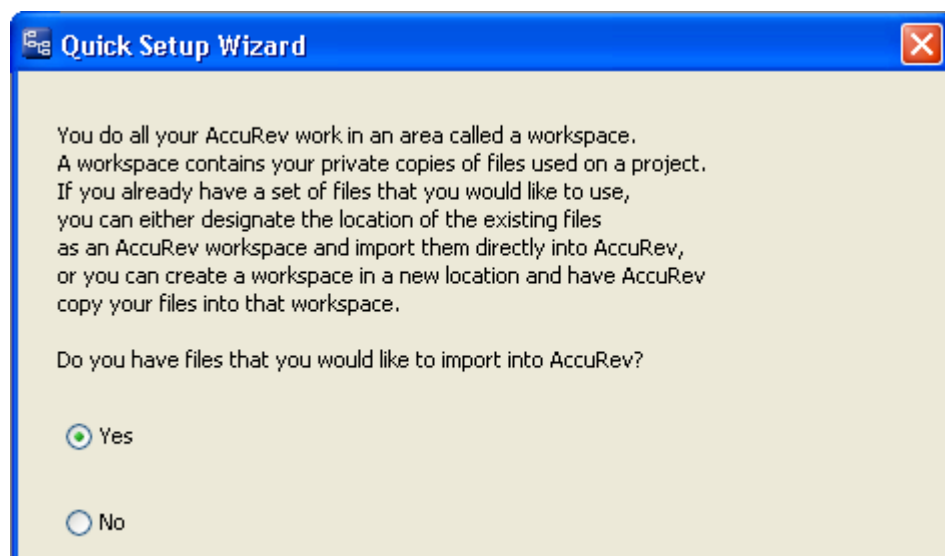 Quick Setup Wizard
You do all your AccuRev work in an area called a workspace.
A workspace contains your private copies of files used on a project.
If you already have a set of files that you would like to use,
you can either designate the location of the existing files
as an AccuRev workspace and import them directly into AccuRev,
or you can create a workspace in a new location and have AccuRev
copy your files into that workspace.
Do you have files that you would like to import into AccuRev?
Yes
No